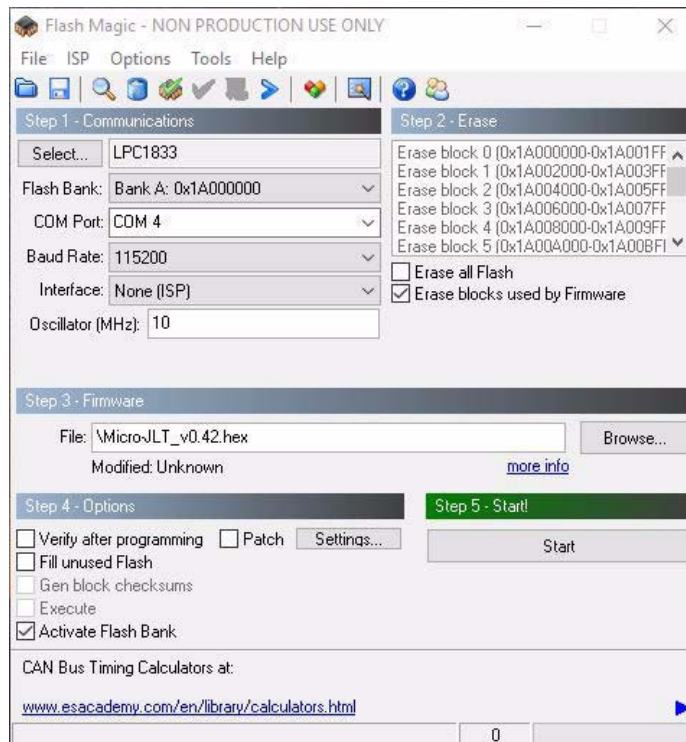 Flash Magic - NON PRODUCTION USE ONLY
File ISP Options Tools Help
Step 1 - Communications
Select... LPC1833
Flash Bank: Bank A: 0x1A000000
COM Port: COM 4
Baud Rate: 115200
Interface: None (ISP)
Oscillator (MHz): 10
Step 2 - Erase
Erase block 0 (0x1A000000-0x1A001FF
Erase block 1 (0x1A002000-0x1A003FF
Erase block 2 (0x1A004000-0x1A005FF
Erase block 3 (0x1A006000-0x1A007FF
Erase block 4 (0x1A008000-0x1A009FF
Erase block 5 (0x1A00A000-0x1A00BFF
Erase all Flash
Erase blocks used by Firmware
Step 3 - Firmware
File: \Micro-JLT_v0.42.hex Browse...
Modified: Unknown more info
Step 4 - Options
Verify after programming Patch Settings...
Fill unused Flash
Gen block checksums
Execute
Activate Flash Bank
Step 5 - Start!
Start
CAN Bus Timing Calculators at:
www.esacademy.com/en/library/calculators.html
0